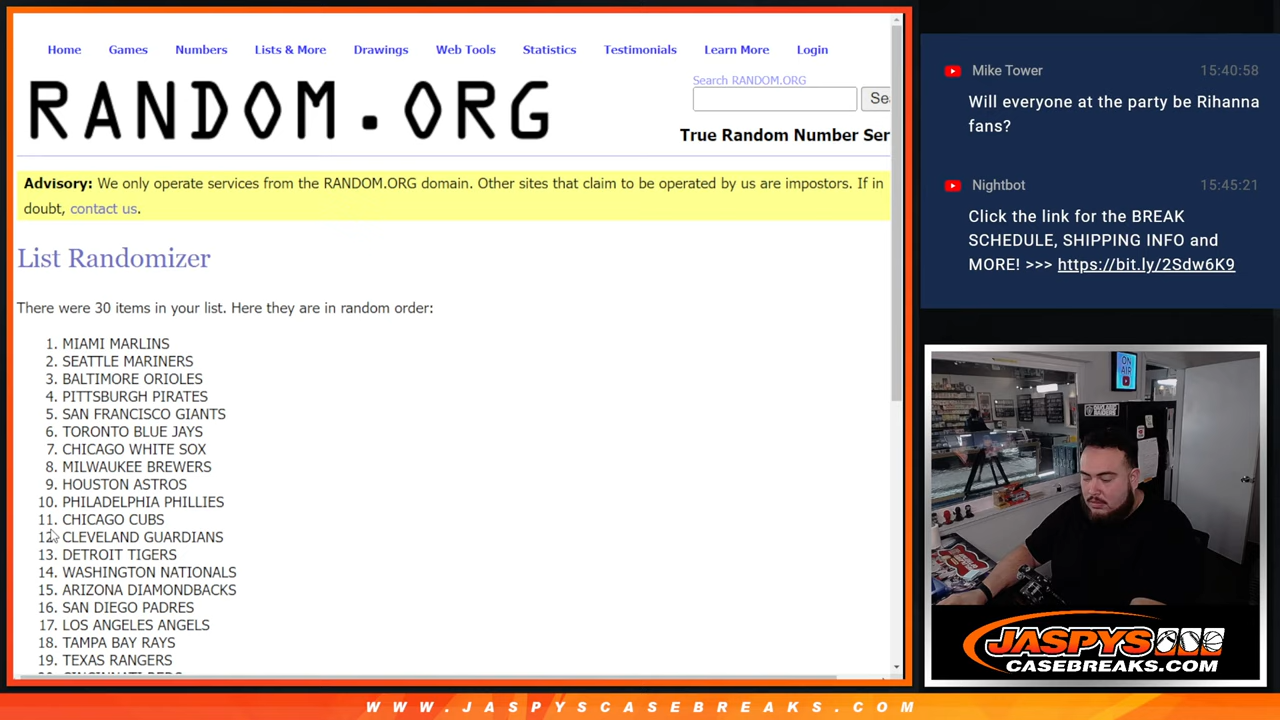 Home Games Numbers Lists & More Drawings Web Tools Statistics Testimonials Learn More Login
RANDOM.ORG
Search RANDOM.ORG
Se
True Random Number Ser
Advisory: We only operate services from the RANDOM.ORG domain. Other sites that claim to be operated by us are impostors. If in
doubt, contact us.
List Randomizer
There were 30 items in your list. Here they are in random order:
1. MIAMI MARLINS
2. SEATTLE MARINERS
3. BALTIMORE ORIOLES
4. PITTSBURGH PIRATES
5. SAN FRANCISCO GIANTS
6. TORONTO BLUE JAYS
7. CHICAGO WHITE SOX
8. MILWAUKEE BREWERS
9. HOUSTON ASTROS
10. PHILADELPHIA PHILLIES
11. CHICAGO CUBS
12. CLEVELAND GUARDIANS
13. DETROIT TIGERS
14. WASHINGTON NATIONALS
15. ARIZONA DIAMONDBACKS
16. SAN DIEGO PADRES
17. LOS ANGELES ANGELS
18. TAMPA BAY RAYS
19. TEXAS RANGERS
Mike Tower 15:40:58
Will everyone at the party be Rihanna
fans?
Nightbot 15:45:21
Click the link for the BREAK
SCHEDULE, SHIPPING INFO and
MORE! >>> https://bit.ly/2Sdw6K9
ON
AIR
JASPYS
CASEBREAKS.COM
WWW.JASPYSCASEBREAKS.COM